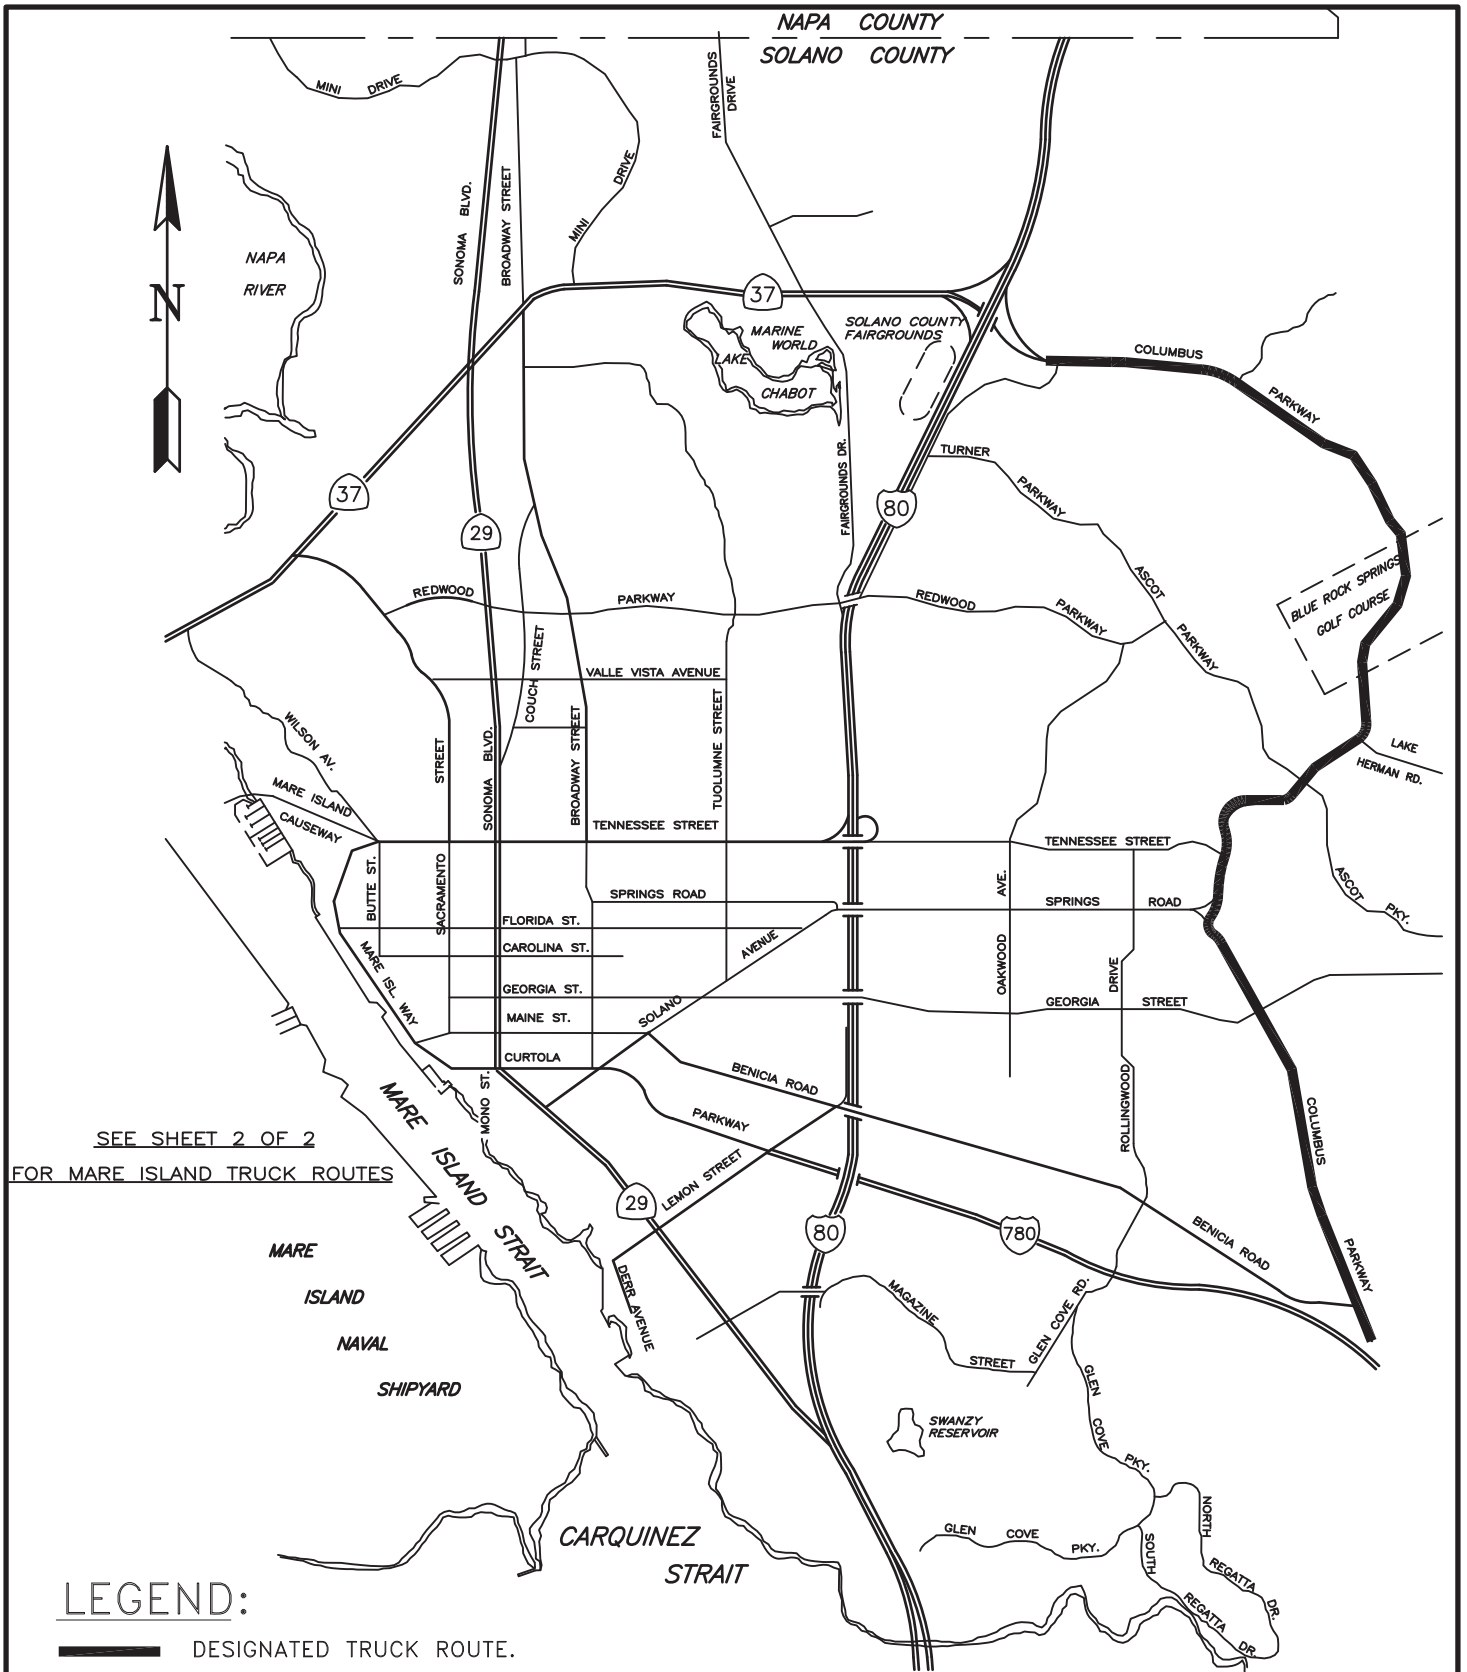 NAPA COUNTY
SOLANO COUNTY
MINI DRIVE
FAIRGROUNDS
DRIVE
SONOMA BLVD.
BROADWAY STREET
MINI DRIVE
NAPA
RIVER
N
37
MARINE
WORLD
LAKE
CHABOT
SOLANO COUNTY
FAIRGROUNDS
COLUMBUS
PARKWAY
TURNER
PARKWAY
FAIRGROUNDS DR.
37
29
80
ASCOT
PARKWAY
BLUE ROCK SPRINGS
GOLF COURSE
REDWOOD
PARKWAY
REDWOOD
PARKWAY
COUCH STREET
VALLE VISTA AVENUE
TUOLUMNE STREET
WILSON AV.
STREET
SONOMA BLVD.
BROADWAY STREET
LAKE
HERMAN RD.
MARE ISLAND
CAUSEWAY
TENNESSEE STREET
TENNESSEE STREET
BUTTE ST.
SACRAMENTO
SPRINGS ROAD
SPRINGS ROAD
ASCOT
PKY.
FLORIDA ST.
CAROLINA ST.
AVENUE
SOLANO
OAKWOOD AVE.
ROLLINGWOOD DRIVE
MARE ISL. WAY
GEORGIA ST.
GEORGIA STREET
MAINE ST.
CURTOLA
PARKWAY
BENICIA ROAD
MONO ST.
COLUMBUS
PARKWAY
SEE SHEET 2 OF 2
FOR MARE ISLAND TRUCK ROUTES
MARE
ISLAND
STRAIT
LEMON STREET
29
80
780
BENICIA ROAD
MARE
ISLAND
NAVAL
SHIPYARD
DERR AVENUE
MAGAZINE
STREET
GLEN COVE RD.
GLEN
COVE
PKY.
SWANZY
RESERVOIR
CARQUINEZ
STRAIT
GLEN COVE
PKY.
NORTH
REGATTA
DR.
SOUTH
REGATTA
DR.
LEGEND:
DESIGNATED TRUCK ROUTE.